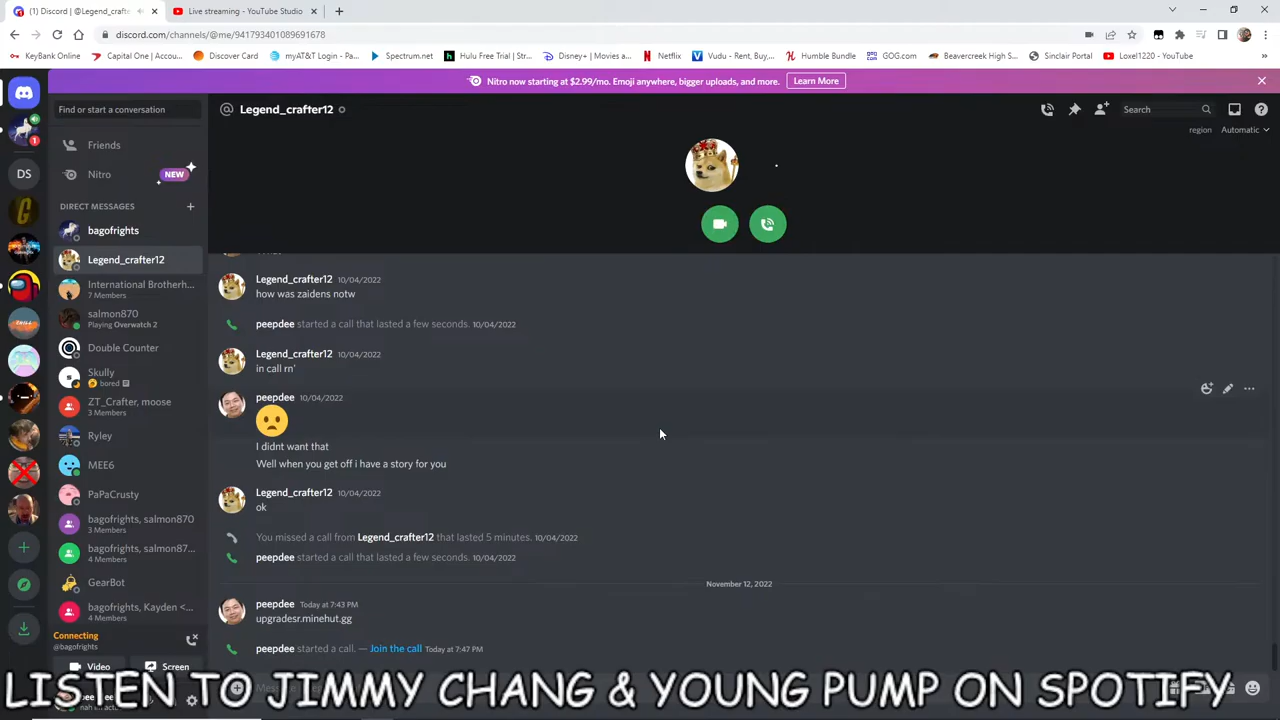 (1) Discord | @Legend_crafte
Live streaming - YouTube Studio
discord.com/channels/@me/941793401089691678
KeyBank Online
Capital One (Accou...
Discover Card
myAT&T Login - Pa...
Spectrum.net
Hulu Free Trial | Str...
Disney+ | Movies a...
Netflix
Vudu - Rent, Buy,...
Humble Bundle
GOG.com
Beavercreek High S...
Sinclair Portal
Loxel1220 - YouTube
Nitro now starting at $2.99/mo. Emoji anywhere, bigger uploads, and more.
Learn More
Find or start a conversation
@ Legend_crafter12
Search
region
Automatic
1
Friends
DS
Nitro
NEW
DIRECT MESSAGES
bagofrights
Legend_crafter12
International Brotherh...
7 Members
salmon870
Playing Overwatch 2
Double Counter
Skully
bored
ZT_Crafter, moose
3 Members
Ryley
MEE6
PaPaCrusty
bagofrights, salmon870
3 Members
bagofrights, salmon87...
4 Members
GearBot
bagofrights, Kayden <...
4 Members
Connecting
@bagofrights
Video
Screen
CHILL
Legend_crafter12 10/04/2022
how was zaidens notw
peepdee started a call that lasted a few seconds. 10/04/2022
Legend_crafter12 10/04/2022
in call rn'
peepdee 10/04/2022
I didnt want that
Well when you get off i have a story for you
Legend_crafter12 10/04/2022
ok
You missed a call from Legend_crafter12 that lasted 5 minutes. 10/04/2022
peepdee started a call that lasted a few seconds. 10/04/2022
November 12, 2022
peepdee Today at 7:43 PM
upgradesr.minehut.gg
peepdee started a call. — Join the call Today at 7:47 PM
LISTEN TO JIMMY CHANG & YOUNG PUMP ON SPOTIFY